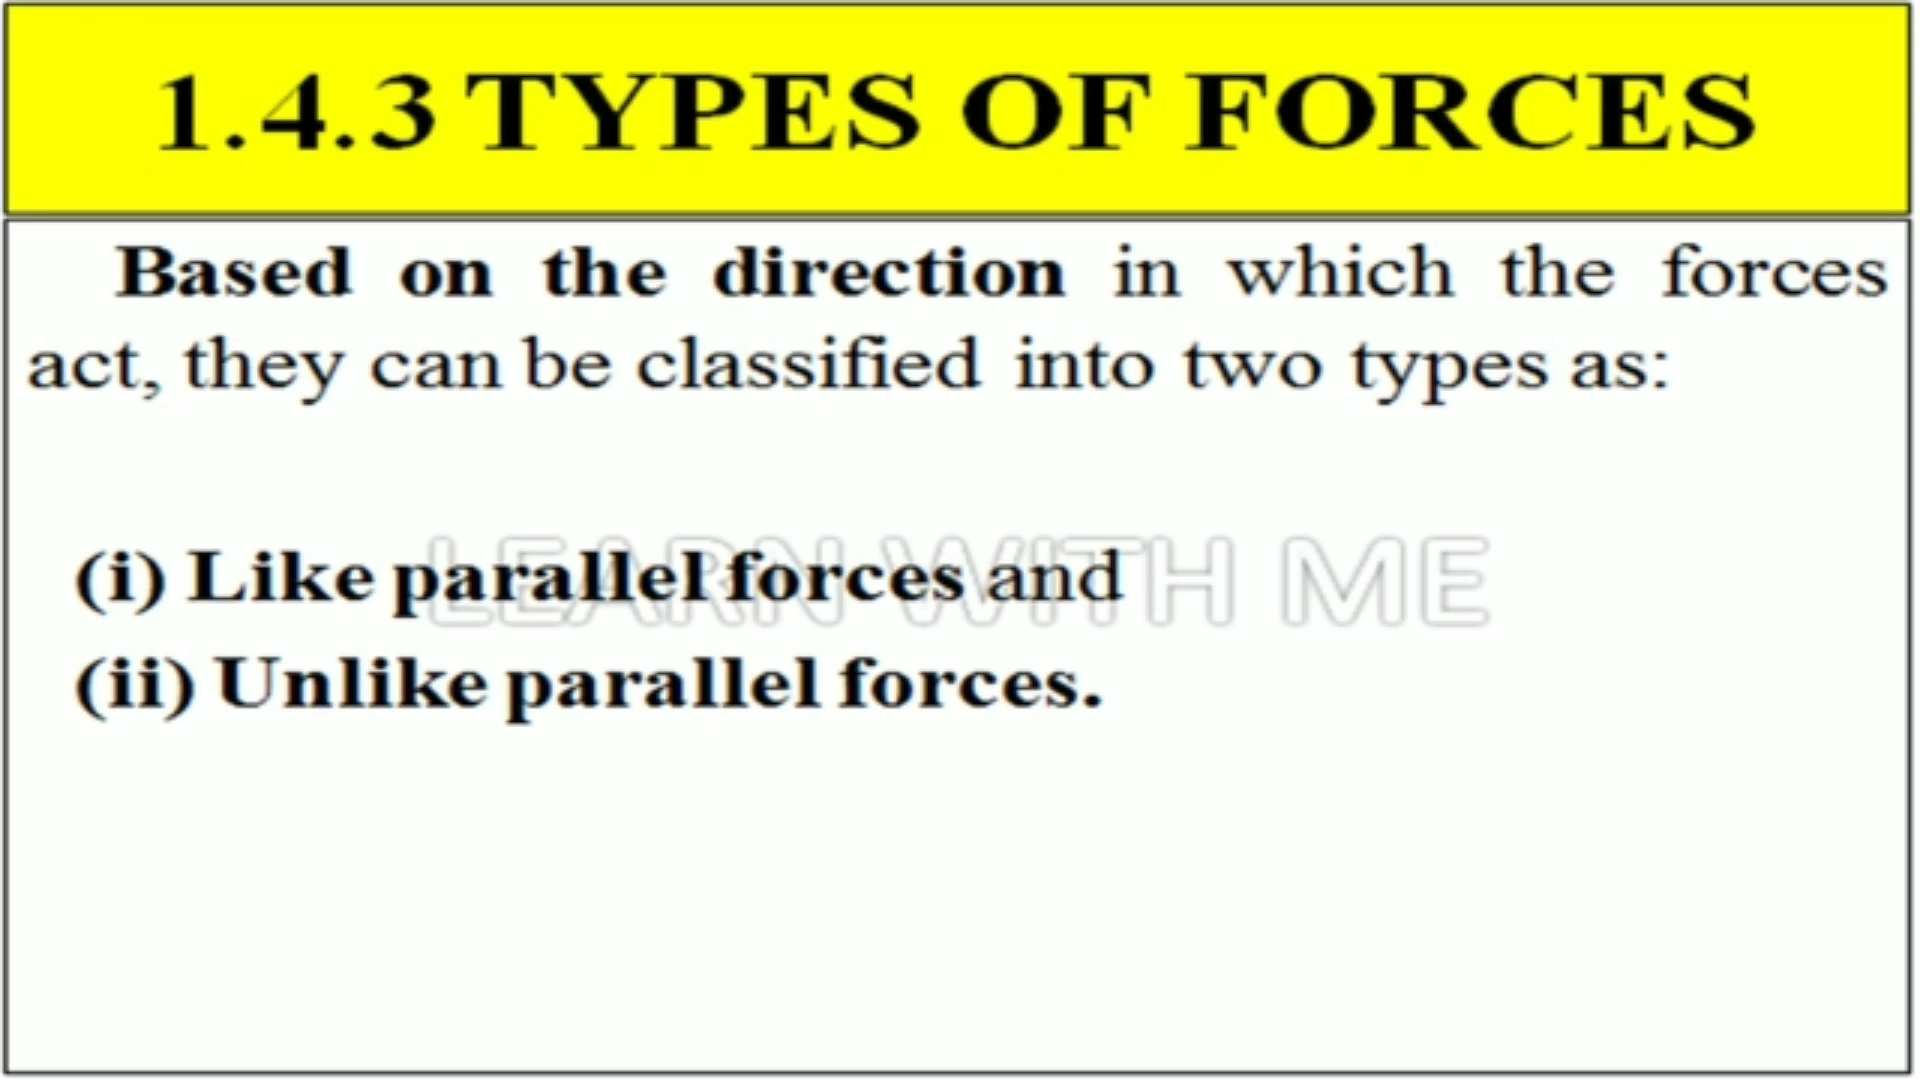 1.4.3 TYPES OF FORCES
Based on the direction in which the forces
act, they can be classified into two types as:
(i) Like parallel forces and
LEARN WITH ME
(ii) Unlike parallel forces.